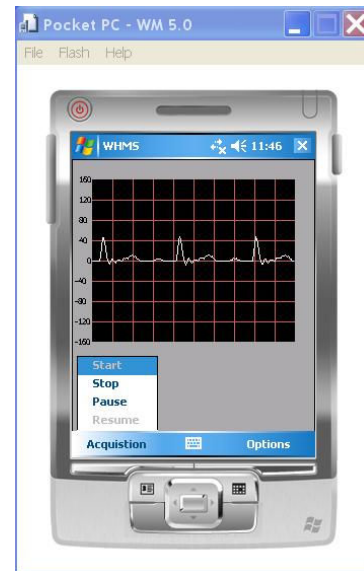 Pocket PC - WM 5.0
File Flash Help
WHMS 11:46
160
120
80
40
0
-40
-80
-120
-160
Start
Stop
Pause
Resume
Acquistion Options